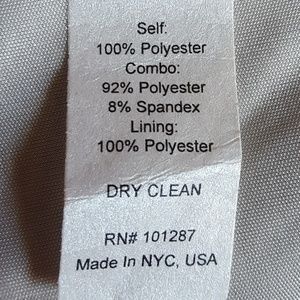 Self:
100% Polyester
Combo:
92% Polyester
8% Spandex
Lining:
100% Polyester
DRY CLEAN
RN# 101287
Made In NYC, USA